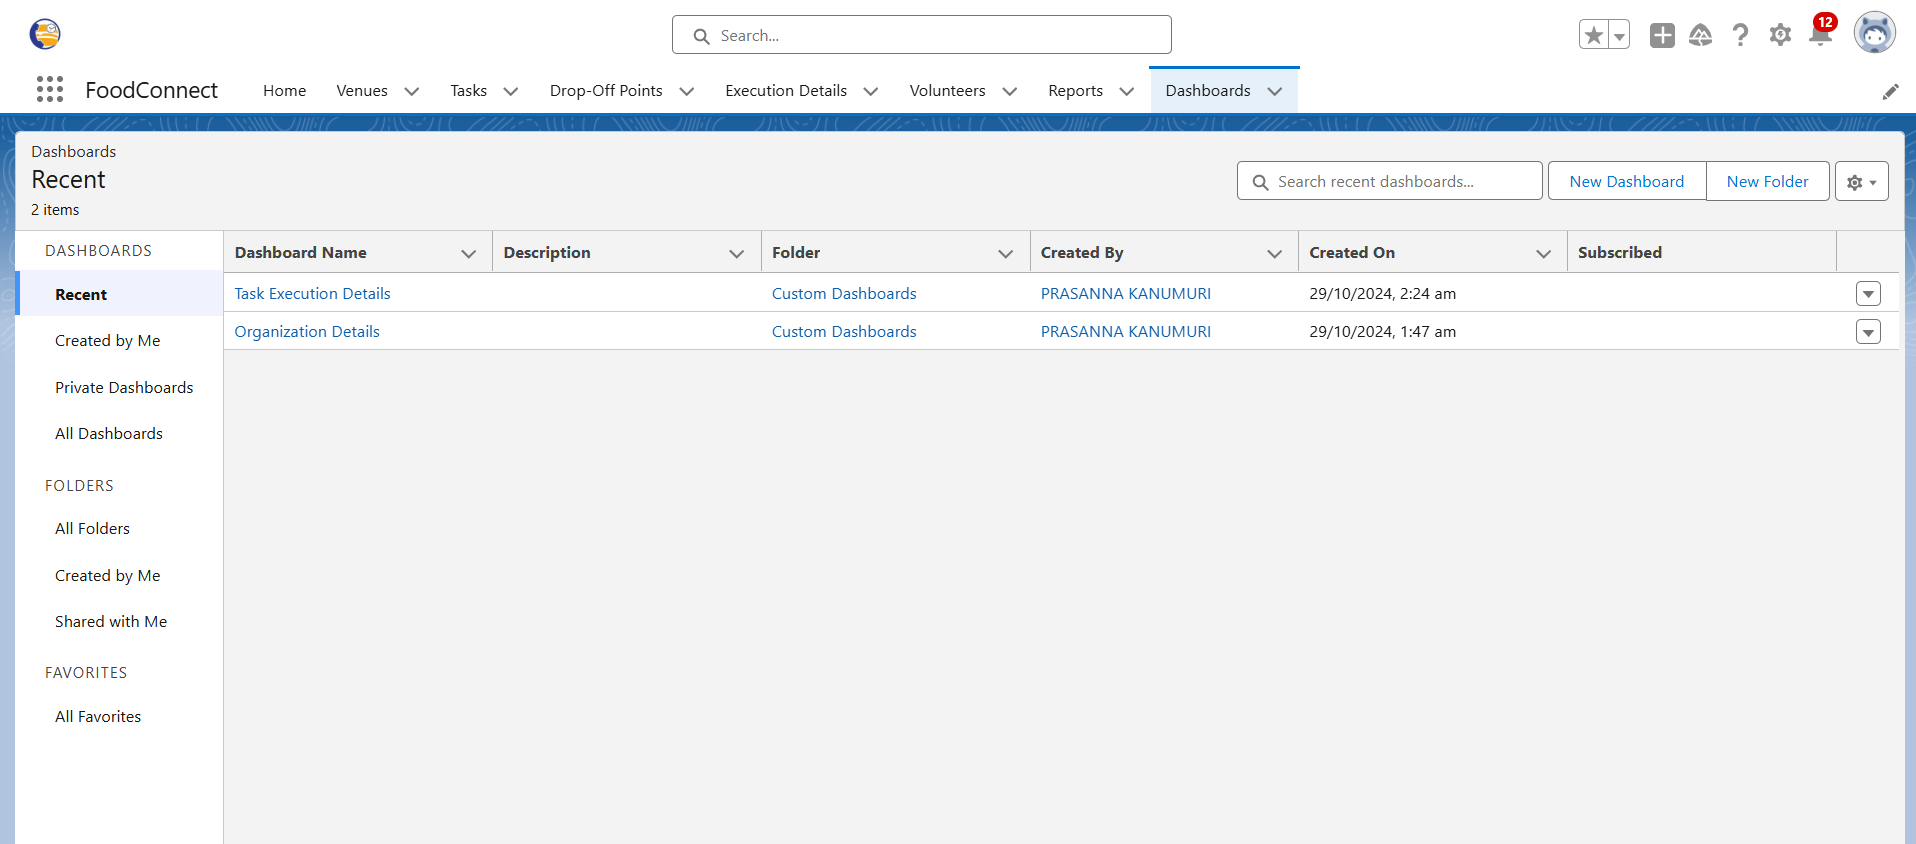 Search...
12
FoodConnect
Home
Venues
Tasks
Drop-Off Points
Execution Details
Volunteers
Reports
Dashboards
Dashboards
Recent
2 items
Search recent dashboards...
New Dashboard
New Folder
DASHBOARDS
Recent
Created by Me
Private Dashboards
All Dashboards
FOLDERS
All Folders
Created by Me
Shared with Me
FAVORITES
All Favorites
Dashboard Name Description Folder Created By Created On Subscribed
Task Execution Details Custom Dashboards PRASANNA KANUMURI 29/10/2024, 2:24 am
Organization Details Custom Dashboards PRASANNA KANUMURI 29/10/2024, 1:47 am